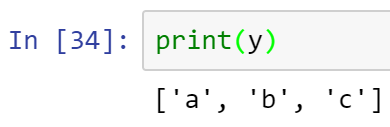 In [34]: print(y)
['a', 'b', 'c']